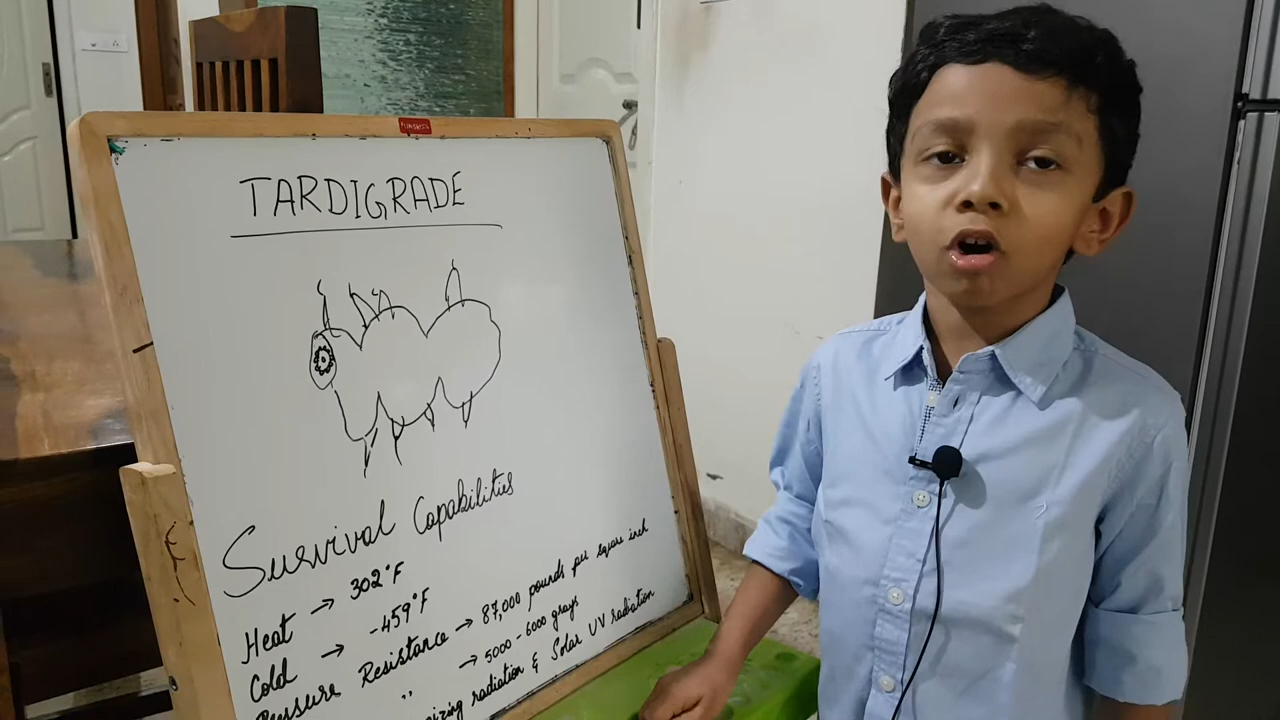 TARDIGRADE
Survival Capabilities
Heat → 302°F
Cold → -459°F
Pressure Resistance → 87,000 pounds per square inch
" → 5000 - 6000 grays
radiation & Solar UV radiation